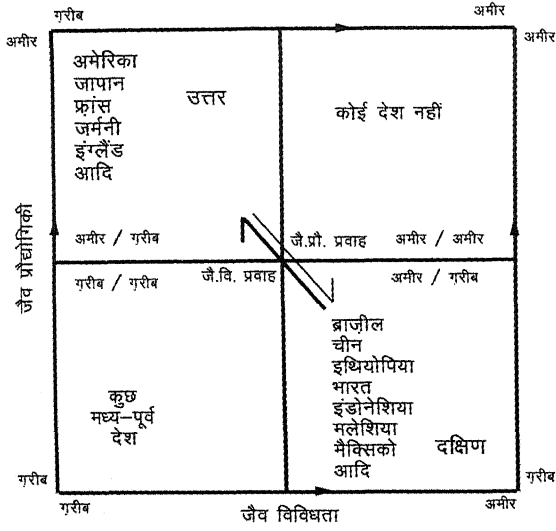 ग़रीब
अमीर
अमीर
अमीर
अमेरिका
जापान
फ्रांस
जर्मनी
इंग्लैंड
आदि
उत्तर
कोई देश नहीं
जैव प्रोद्योगिकी
अमीर / ग़रीब
जै.प्रौ. प्रवाह
अमीर / अमीर
ग़रीब / ग़रीब
जै.वि. प्रवाह
अमीर / ग़रीब
कुछ
मध्य–पूर्व
देश
ब्राज़ील
चीन
इथियोपिया
भारत
इंडोनेशिया
मलेशिया
मैक्सिको
आदि
दक्षिण
ग़रीब
ग़रीब
ग़रीब
जैव विविधता
अमीर